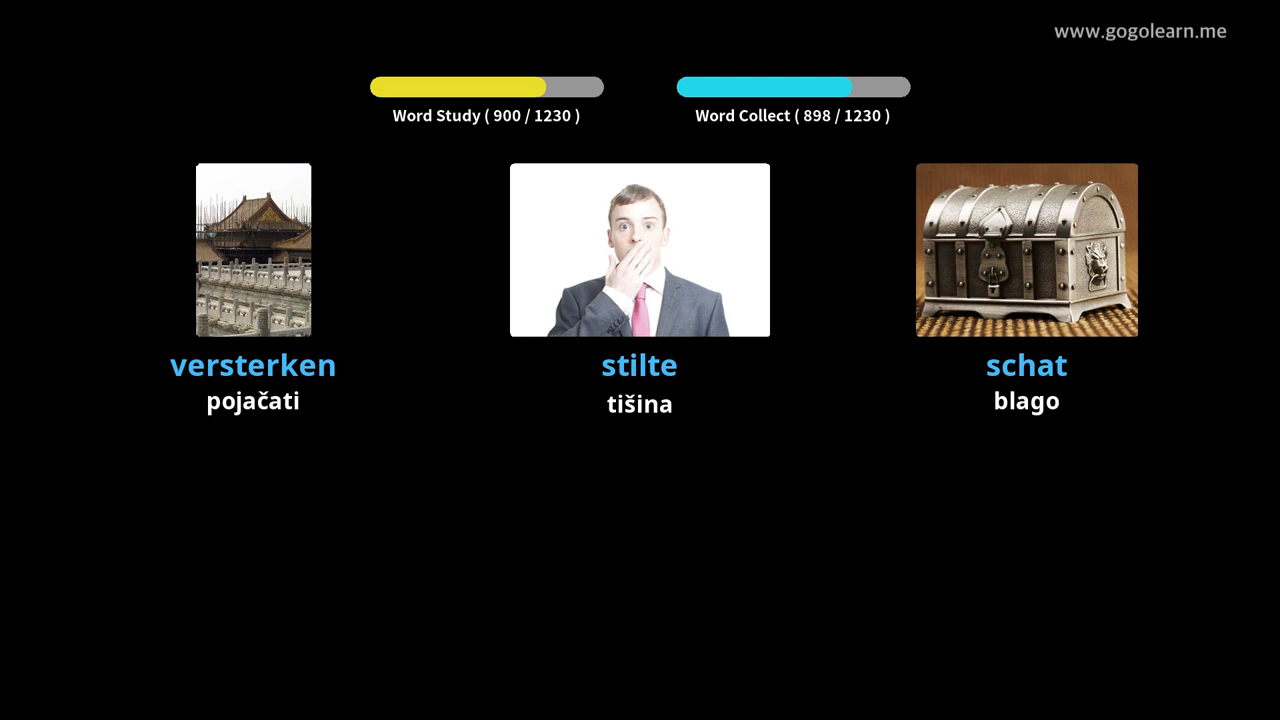 www.gogolearn.me
Word Study ( 900 / 1230 )
Word Collect ( 898 / 1230 )
versterken
pojačati
stilte
tišina
schat
blago